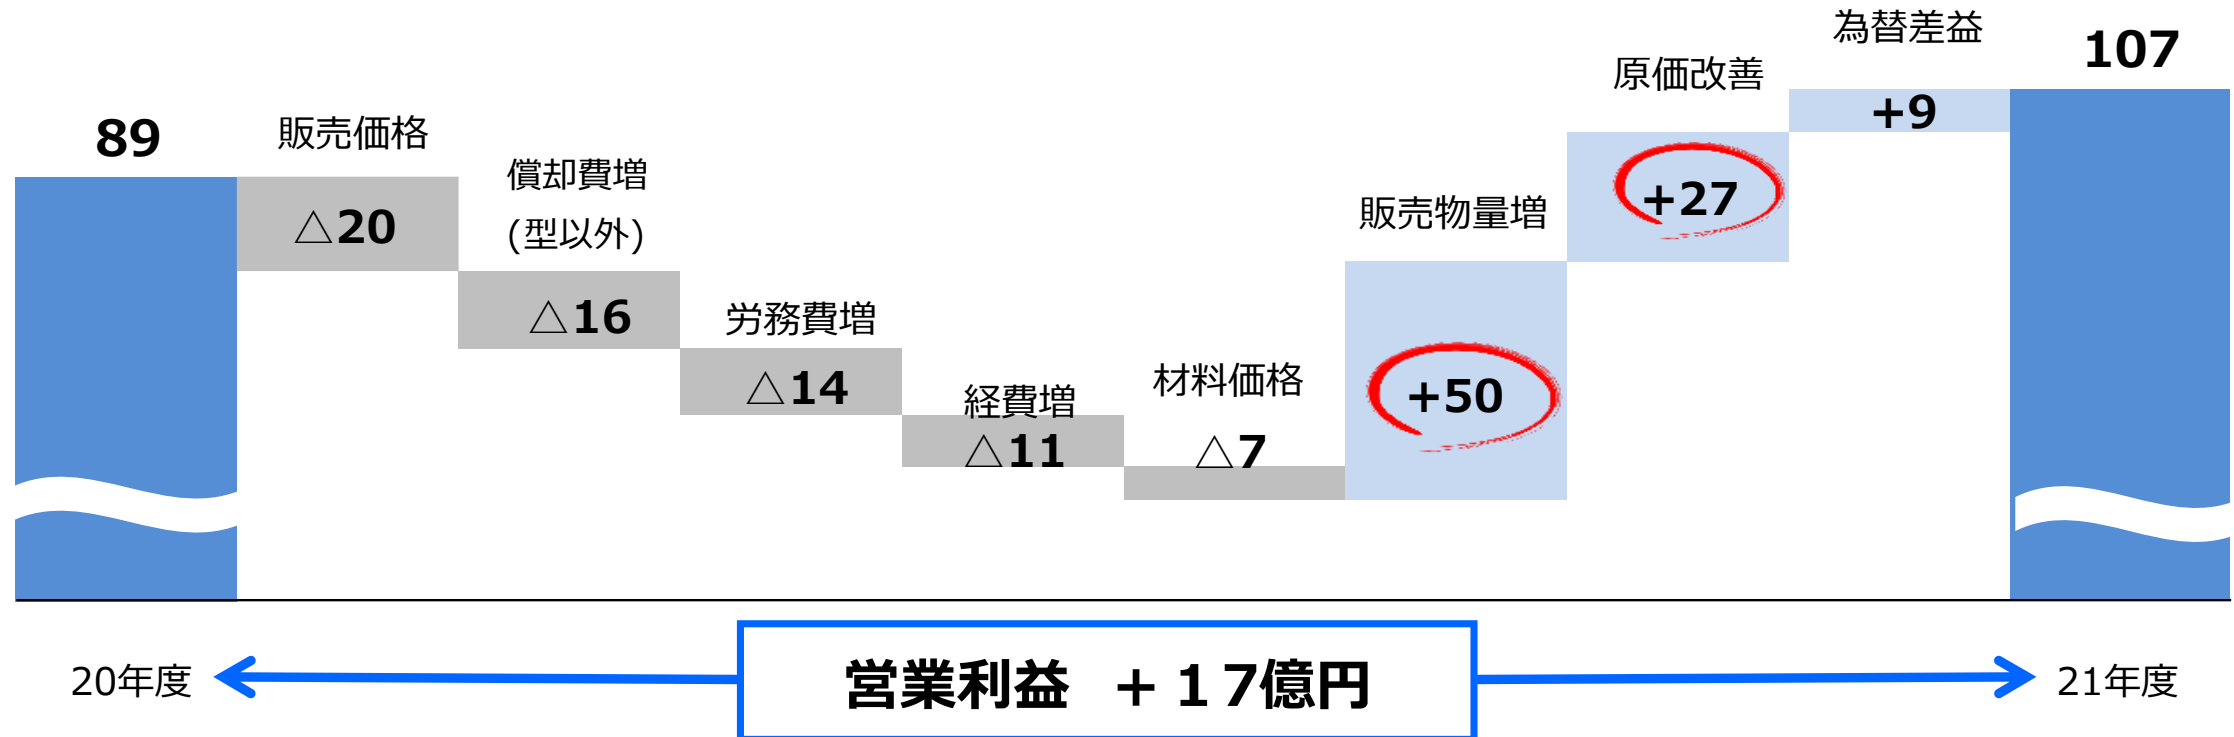 89
販売価格
△20
償却費増
(型以外)
△16
労務費増
△14
経費増
△11
材料価格
△7
販売物量増
+50
原価改善
+27
為替差益
+9
107
20年度
営業利益　+１7億円
21年度